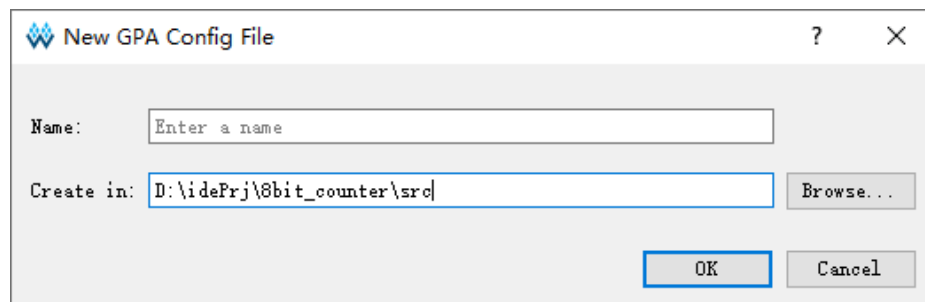 New GPA Config File ? ×
Name: Enter a name
Create in: D:\idePrj\8bit_counter\src Browse...
OK Cancel